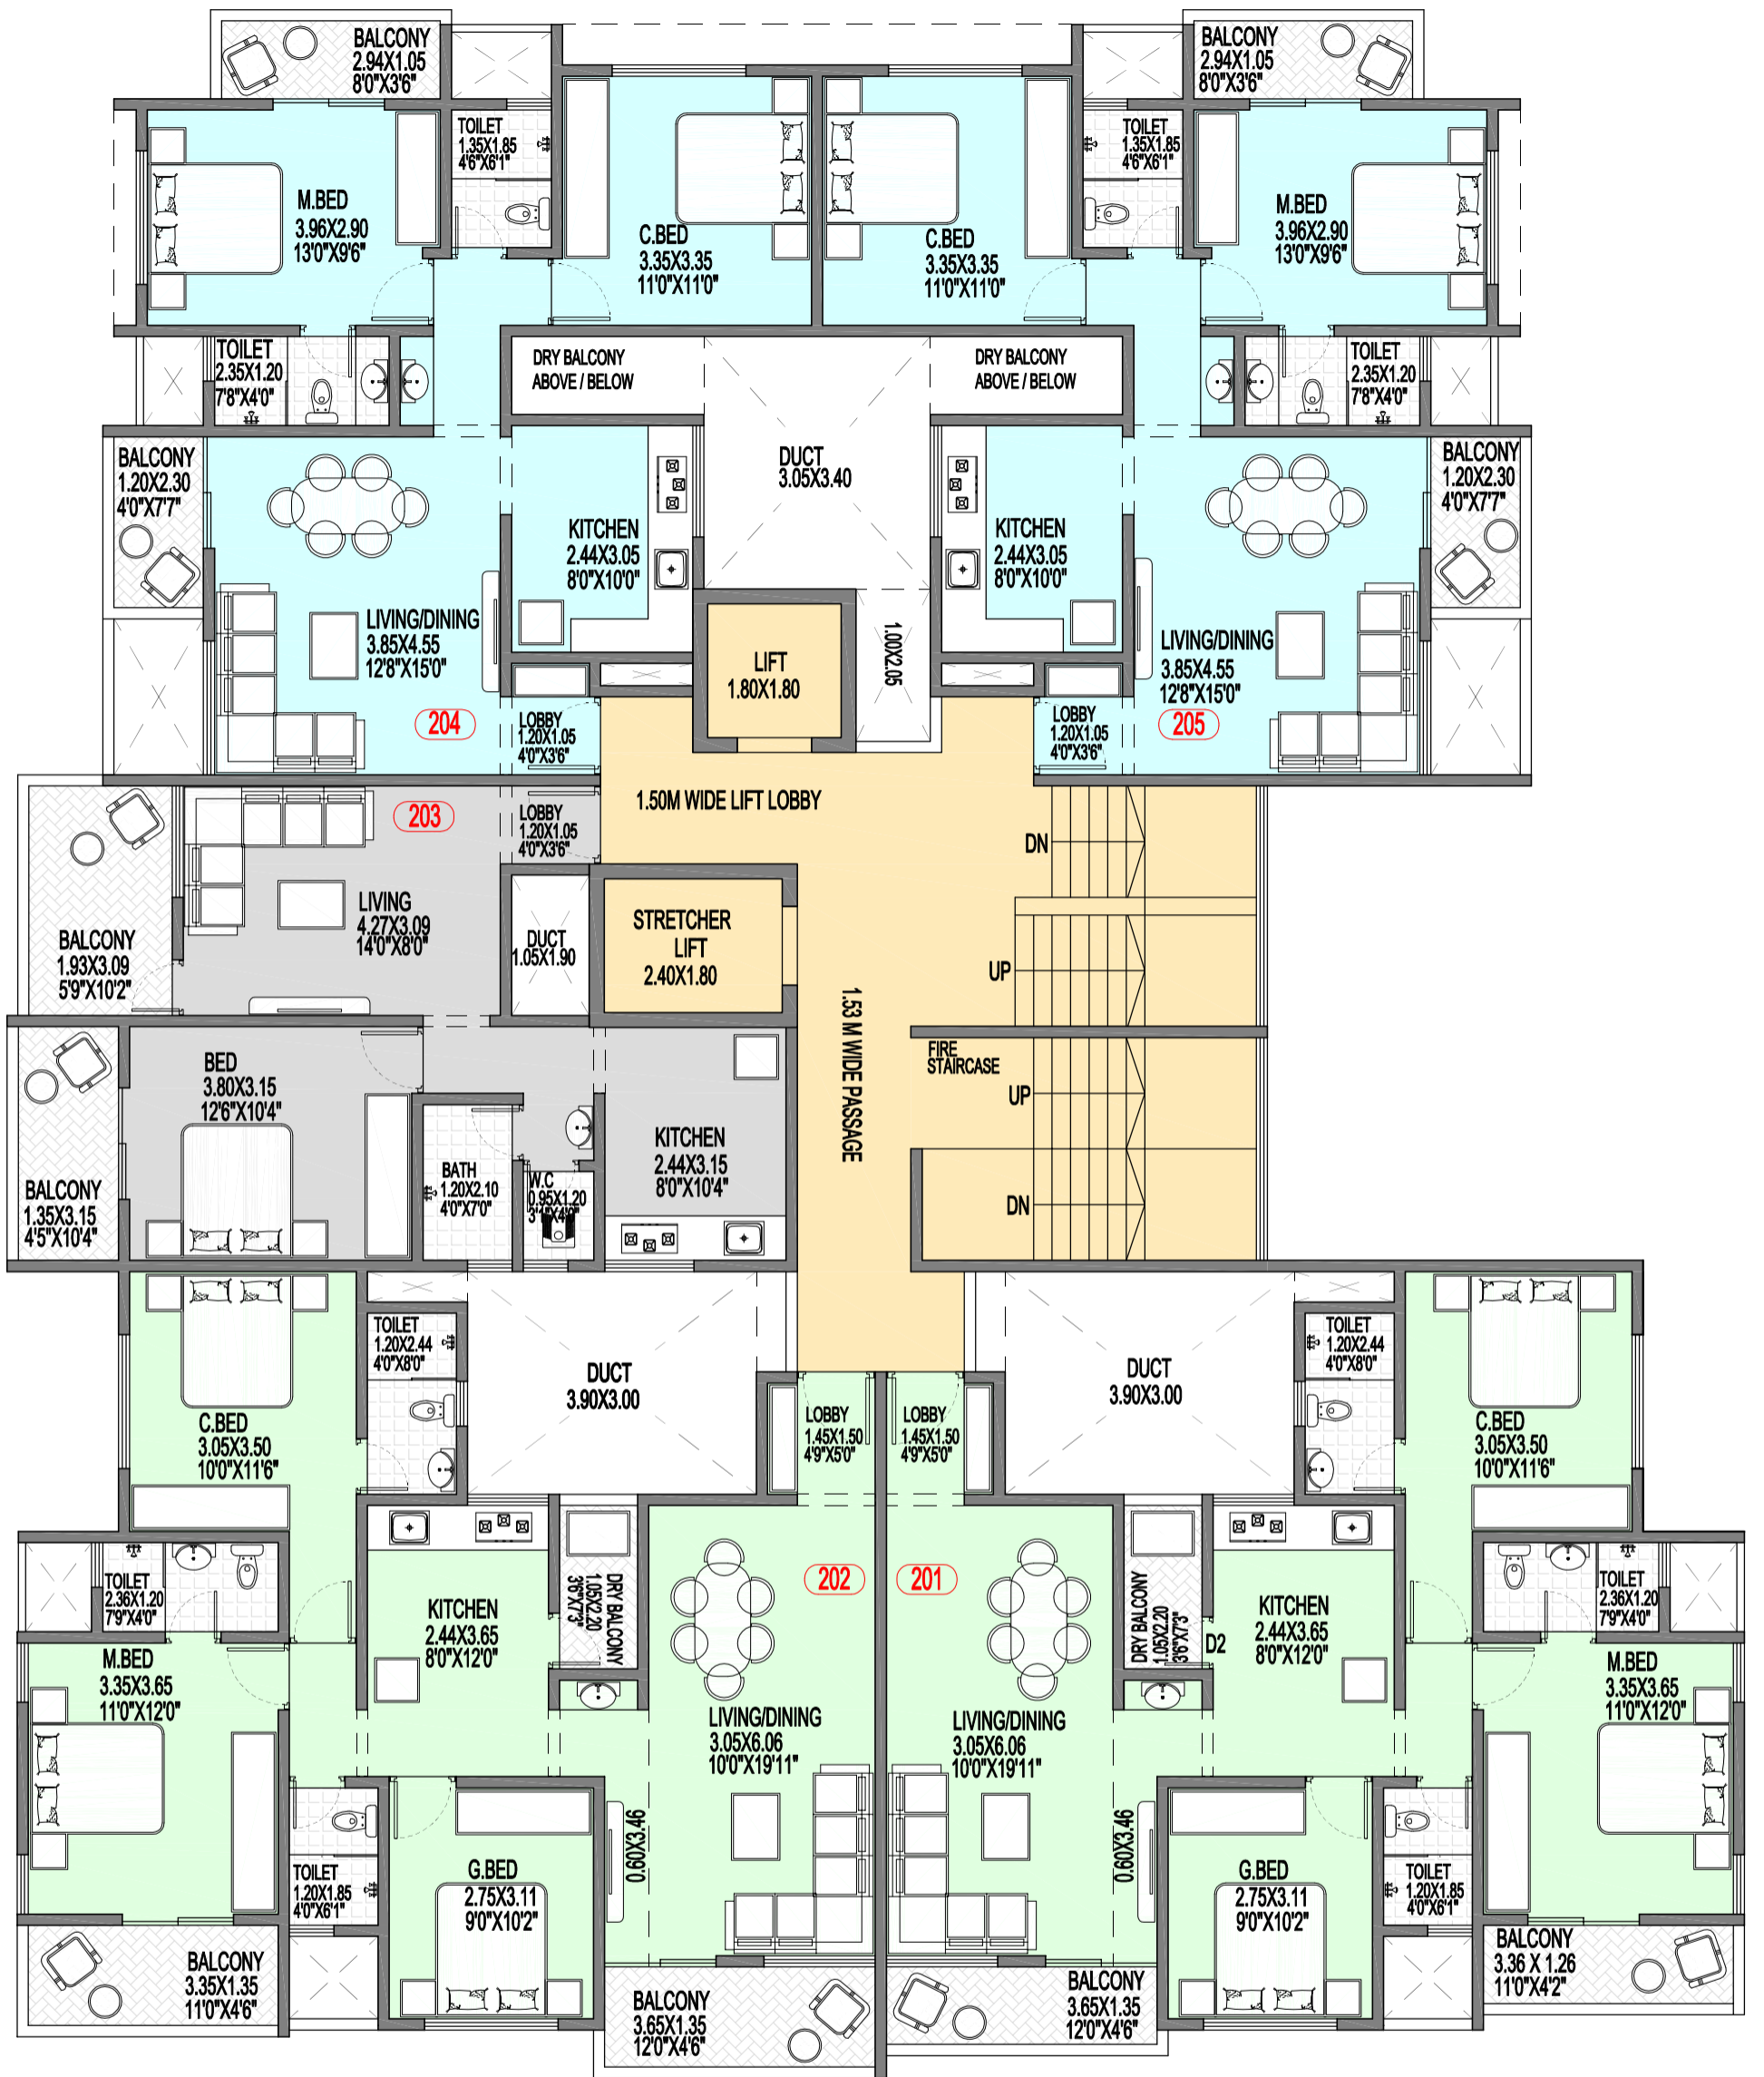 BALCONY
2.94X1.05
8'0"X3'6"
BALCONY
2.94X1.05
8'0"X3'6"
TOILET
1.35X1.85
4'6"X6'1"
TOILET
1.35X1.85
4'6"X6'1"
M.BED
3.96X2.90
13'0"X9'6"
C.BED
3.35X3.35
11'0"X11'0"
C.BED
3.35X3.35
11'0"X11'0"
M.BED
3.96X2.90
13'0"X9'6"
TOILET
2.35X1.20
7'8"X4'0"
DRY BALCONY
ABOVE / BELOW
DRY BALCONY
ABOVE / BELOW
TOILET
2.35X1.20
7'8"X4'0"
BALCONY
1.20X2.30
4'0"X7'7"
DUCT
3.05X3.40
BALCONY
1.20X2.30
4'0"X7'7"
KITCHEN
2.44X3.05
8'0"X10'0"
KITCHEN
2.44X3.05
8'0"X10'0"
LIVING/DINING
3.85X4.55
12'8"X15'0"
LIFT
1.80X1.80
1.00X2.05
LIVING/DINING
3.85X4.55
12'8"X15'0"
204
LOBBY
1.20X1.05
4'0"X3'6"
LOBBY
1.20X1.05
4'0"X3'6"
205
203
LOBBY
1.20X1.05
4'0"X3'6"
1.50M WIDE LIFT LOBBY
DN
LIVING
4.27X3.09
14'0"X8'0"
BALCONY
1.93X3.09
5'9"X10'2"
DUCT
1.05X1.90
STRETCHER
LIFT
2.40X1.80
UP
1.53 M WIDE PASSAGE
FIRE
STAIRCASE
UP
DN
BED
3.80X3.15
12'6"X10'4"
BALCONY
1.35X3.15
4'5"X10'4"
BATH
1.20X2.10
4'0"X7'0"
W.C
0.95X1.20
3'1"X4'0"
KITCHEN
2.44X3.15
8'0"X10'4"
TOILET
1.20X2.44
4'0"X8'0"
DUCT
3.90X3.00
DUCT
3.90X3.00
TOILET
1.20X2.44
4'0"X8'0"
C.BED
3.05X3.50
10'0"X11'6"
LOBBY
1.45X1.50
4'9"X5'0"
LOBBY
1.45X1.50
4'9"X5'0"
C.BED
3.05X3.50
10'0"X11'6"
TOILET
2.36X1.20
7'9"X4'0"
KITCHEN
2.44X3.65
8'0"X12'0"
DRY BALCONY
1.05X2.20
3'6"X7'3"
202
201
DRY BALCONY
1.05X2.20
3'6"X7'3"
D2
KITCHEN
2.44X3.65
8'0"X12'0"
TOILET
2.36X1.20
7'9"X4'0"
M.BED
3.35X3.65
11'0"X12'0"
LIVING/DINING
3.05X6.06
10'0"X19'11"
LIVING/DINING
3.05X6.06
10'0"X19'11"
M.BED
3.35X3.65
11'0"X12'0"
TOILET
1.20X1.85
4'0"X6'1"
G.BED
2.75X3.11
9'0"X10'2"
0.60X3.46
0.60X3.46
G.BED
2.75X3.11
9'0"X10'2"
TOILET
1.20X1.85
4'0"X6'1"
BALCONY
3.35X1.35
11'0"X4'6"
BALCONY
3.65X1.35
12'0"X4'6"
BALCONY
3.65X1.35
12'0"X4'6"
BALCONY
3.36 X 1.26
11'0"X4'2"